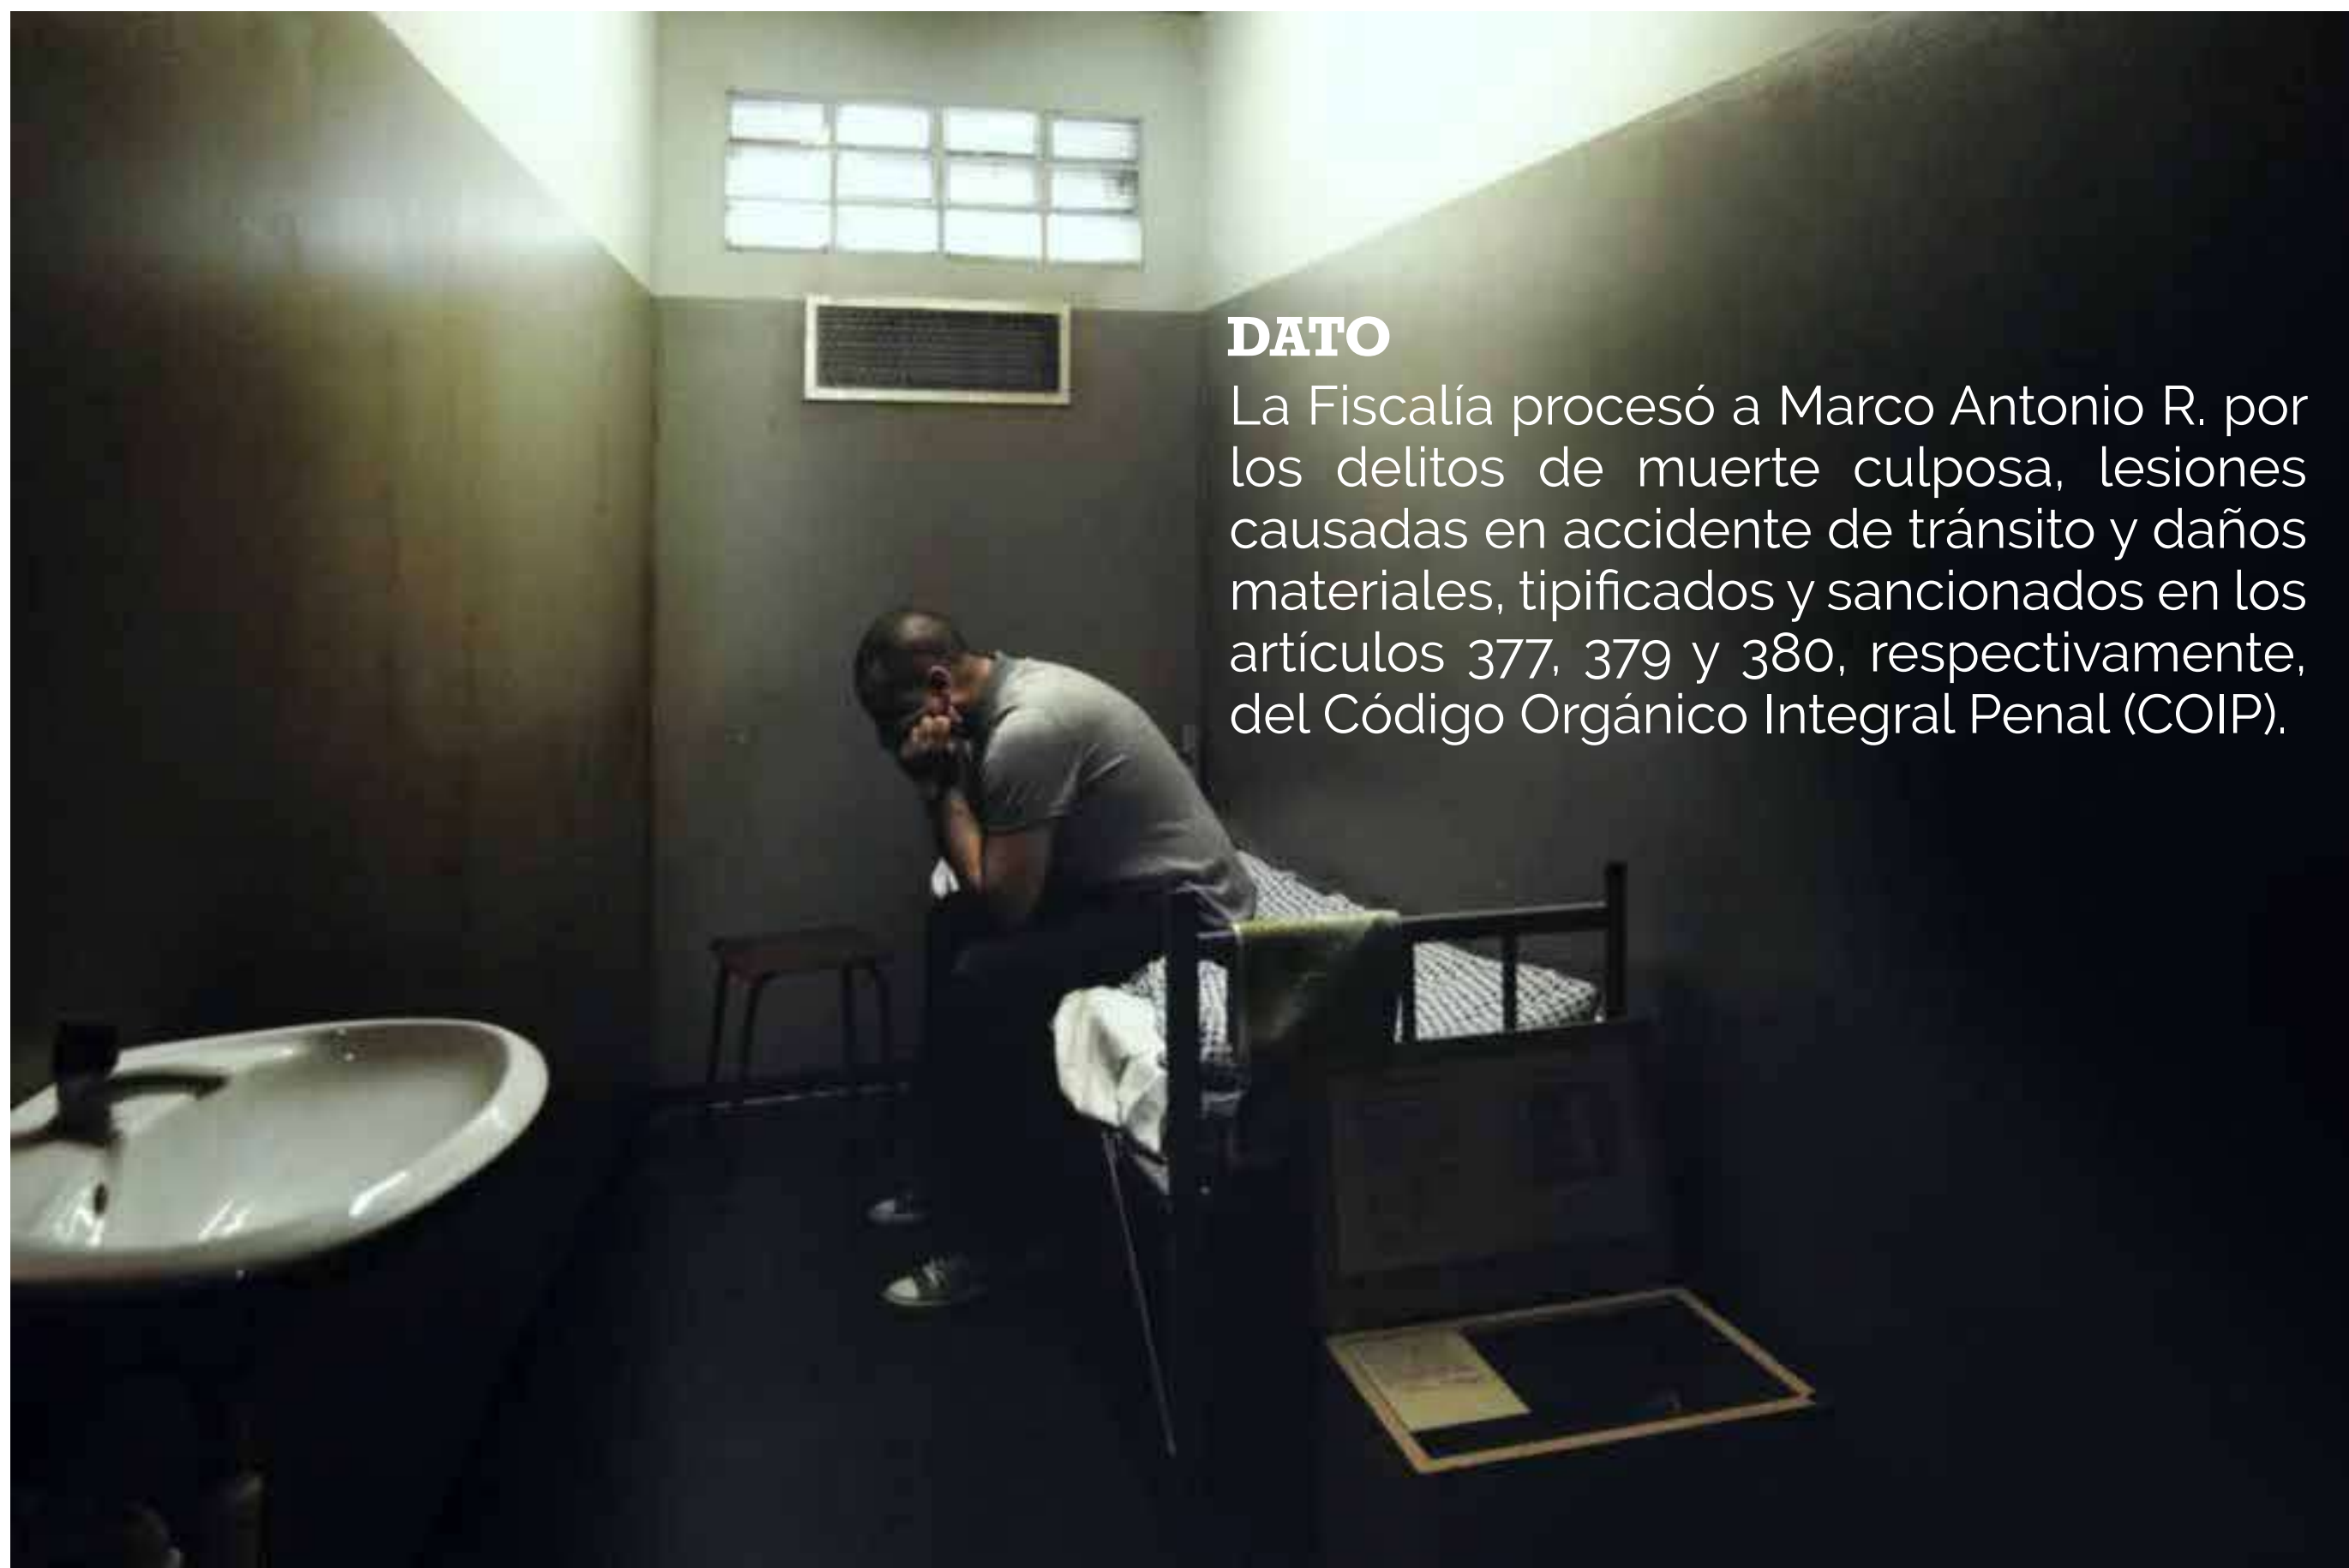 DATO
La Fiscalía procesó a Marco Antonio R. por
los delitos de muerte culposa, lesiones
causadas en accidente de tránsito y daños
materiales, tipificados y sancionados en los
artículos 377, 379 y 380, respectivamente,
del Código Orgánico Integral Penal (COIP).